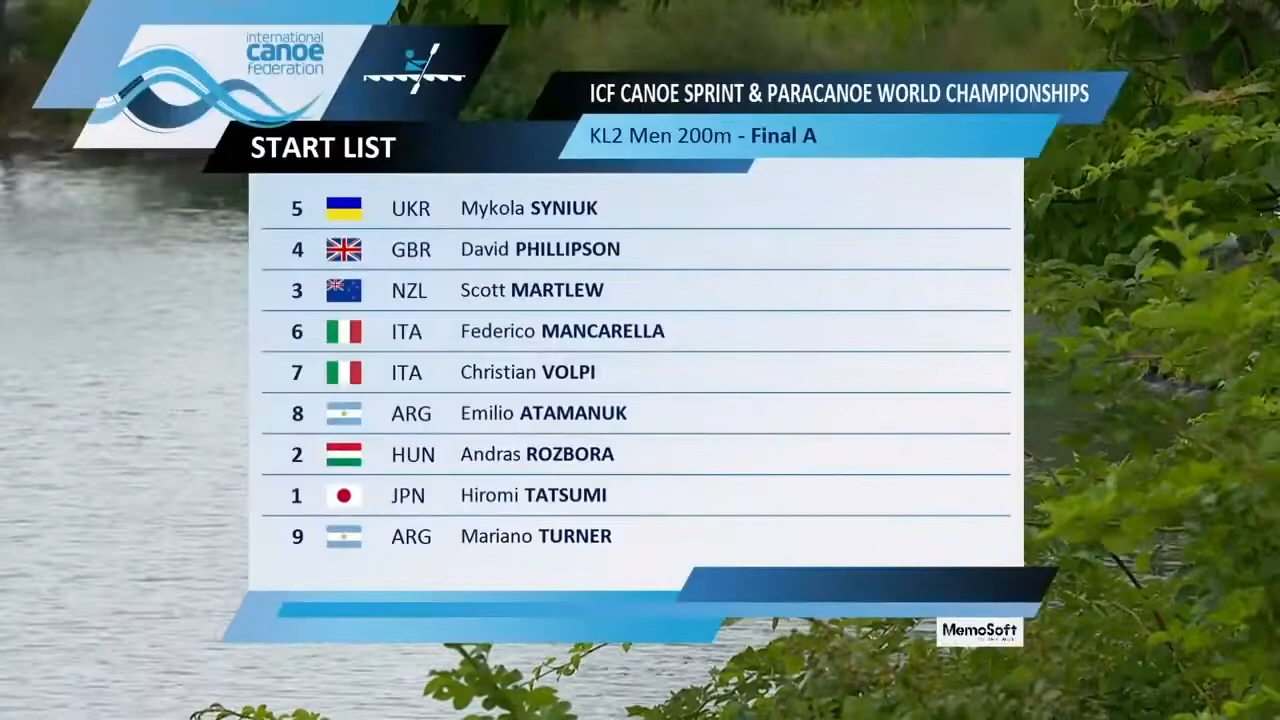 international
canoe
federation
ICF CANOE SPRINT & PARACANOE WORLD CHAMPIONSHIPS
START LIST
KL2 Men 200m - Final A
5 UKR Mykola SYNIUK
4 GBR David PHILLIPSON
3 NZL Scott MARTLEW
6 ITA Federico MANCARELLA
7 ITA Christian VOLPI
8 ARG Emilio ATAMANUK
2 HUN Andras ROZBORA
1 JPN Hiromi TATSUMI
9 ARG Mariano TURNER
MemoSoft